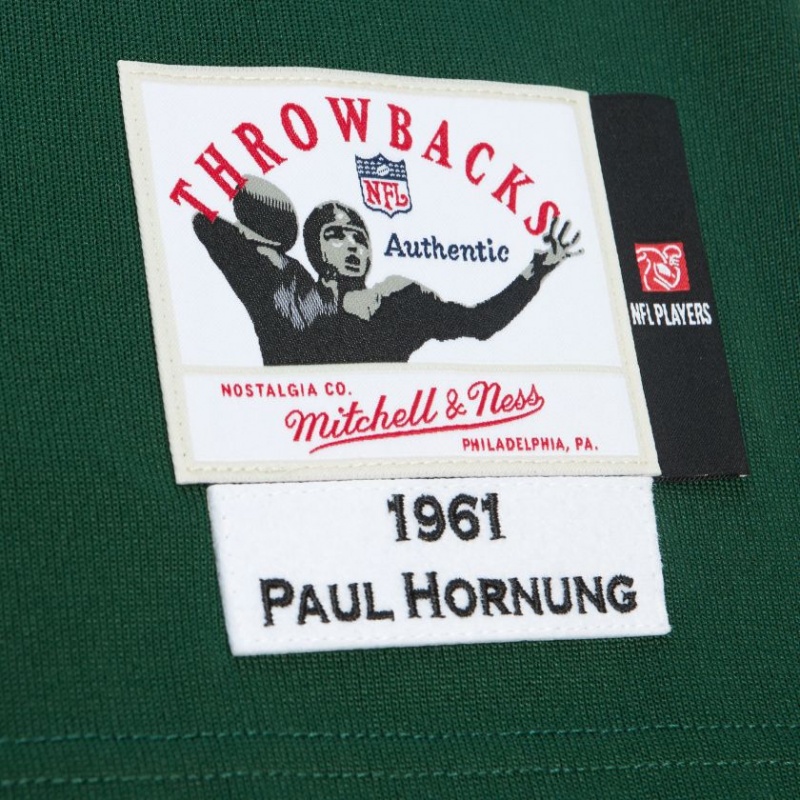 THROWBACKS
NFL
Authentic
NFL PLAYERS
NOSTALGIA CO.
Mitchell & Ness
PHILADELPHIA, PA.
1961
PAUL HORNUNG